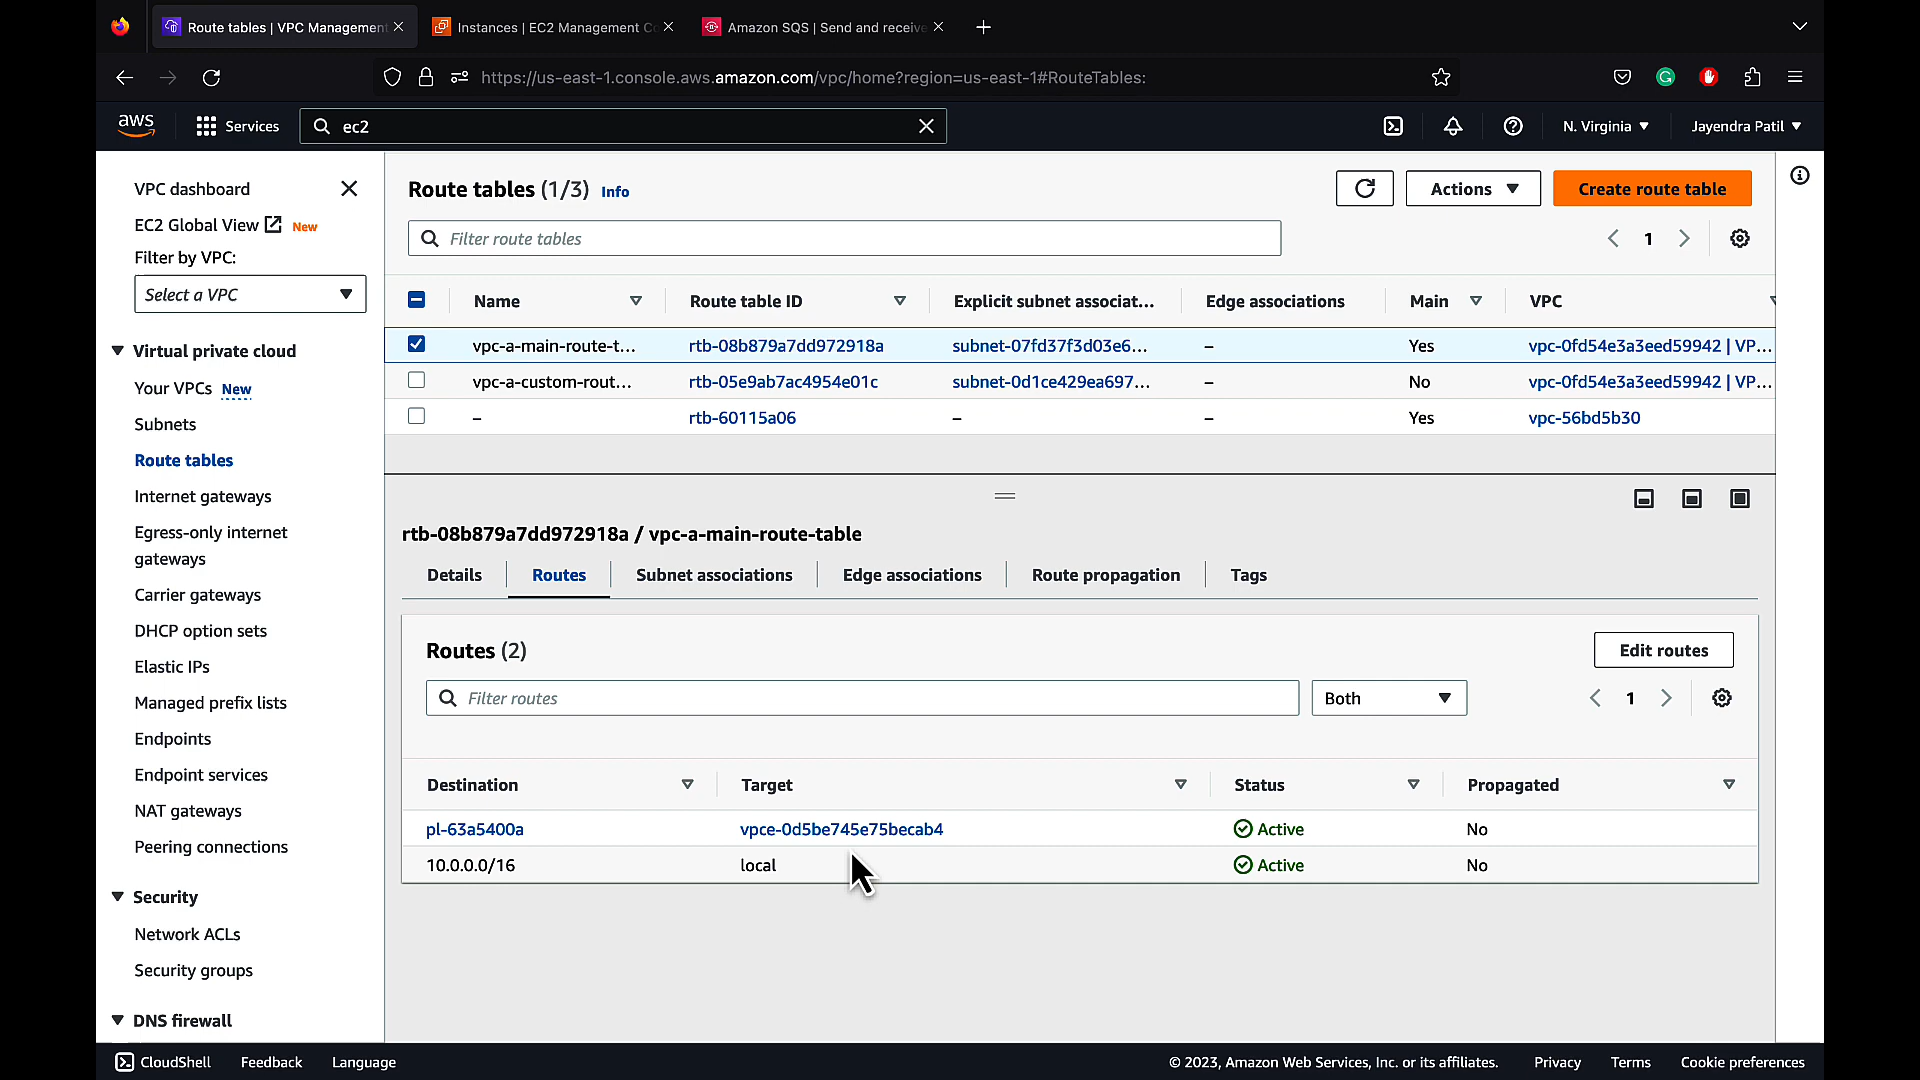 Route tables | VPC Management
Instances | EC2 Management Co
Amazon SQS | Send and receive
https://us-east-1.console.aws.amazon.com/vpc/home?region=us-east-1#RouteTables:
aws
Services
ec2
N. Virginia
Jayendra Patil
VPC dashboard
EC2 Global View New
Filter by VPC:
Select a VPC
Virtual private cloud
Your VPCs New
Subnets
Route tables
Internet gateways
Egress-only internet
gateways
Carrier gateways
DHCP option sets
Elastic IPs
Managed prefix lists
Endpoints
Endpoint services
NAT gateways
Peering connections
Security
Network ACLs
Security groups
DNS firewall
Route tables (1/3) Info
Actions
Create route table
Filter route tables
1
Name Route table ID Explicit subnet associat... Edge associations Main VPC
vpc-a-main-route-t... rtb-08b879a7dd972918a subnet-07fd37f3d03e6... – Yes vpc-0fd54e3a3eed59942 | VP...
vpc-a-custom-rout... rtb-05e9ab7ac4954e01c subnet-0d1ce429ea697... – No vpc-0fd54e3a3eed59942 | VP...
– rtb-60115a06 – – Yes vpc-56bd5b30
rtb-08b879a7dd972918a / vpc-a-main-route-table
Details Routes Subnet associations Edge associations Route propagation Tags
Routes (2)
Edit routes
Filter routes
Both
1
Destination Target Status Propagated
pl-63a5400a vpce-0d5be745e75becab4 Active No
10.0.0.0/16 local Active No
CloudShell Feedback Language
© 2023, Amazon Web Services, Inc. or its affiliates. Privacy Terms Cookie preferences